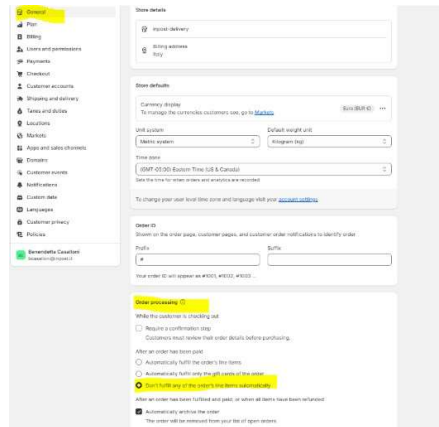 General
Plan
Billing
Users and permissions
Payments
Checkout
Customer accounts
Shipping and delivery
Taxes and duties
Locations
Markets
Apps and sales channels
Domains
Customer events
Notifications
Custom data
Languages
Customer privacy
Policies
Benedetta Casaltoni
Store details
inpost-delivery
Billing address
Italy
Store defaults
Currency display
To manage the currencies customers see, go to Markets
Euro (EUR €)
Unit system
Default weight unit
Metric system
Kilogram (kg)
Time zone
(GMT-05:00) Eastern Time (US & Canada)
Sets the time for when orders and analytics are recorded
To change your user level time zone and language visit your account settings
Order ID
Shown on the order page, customer pages, and customer order notifications to identify order
Prefix
Suffix
#
Your order ID will appear as #1001, #1002, #1003 ...
Order processing
While the customer is checking out
Require a confirmation step
Customers must review their order details before purchasing.
After an order has been paid
Automatically fulfill the order's line items
Automatically fulfill only the gift cards of the order
Don't fulfill any of the order's line items automatically
After an order has been fulfilled and paid, or when all items have been refunded
Automatically archive the order
The order will be removed from your list of open orders